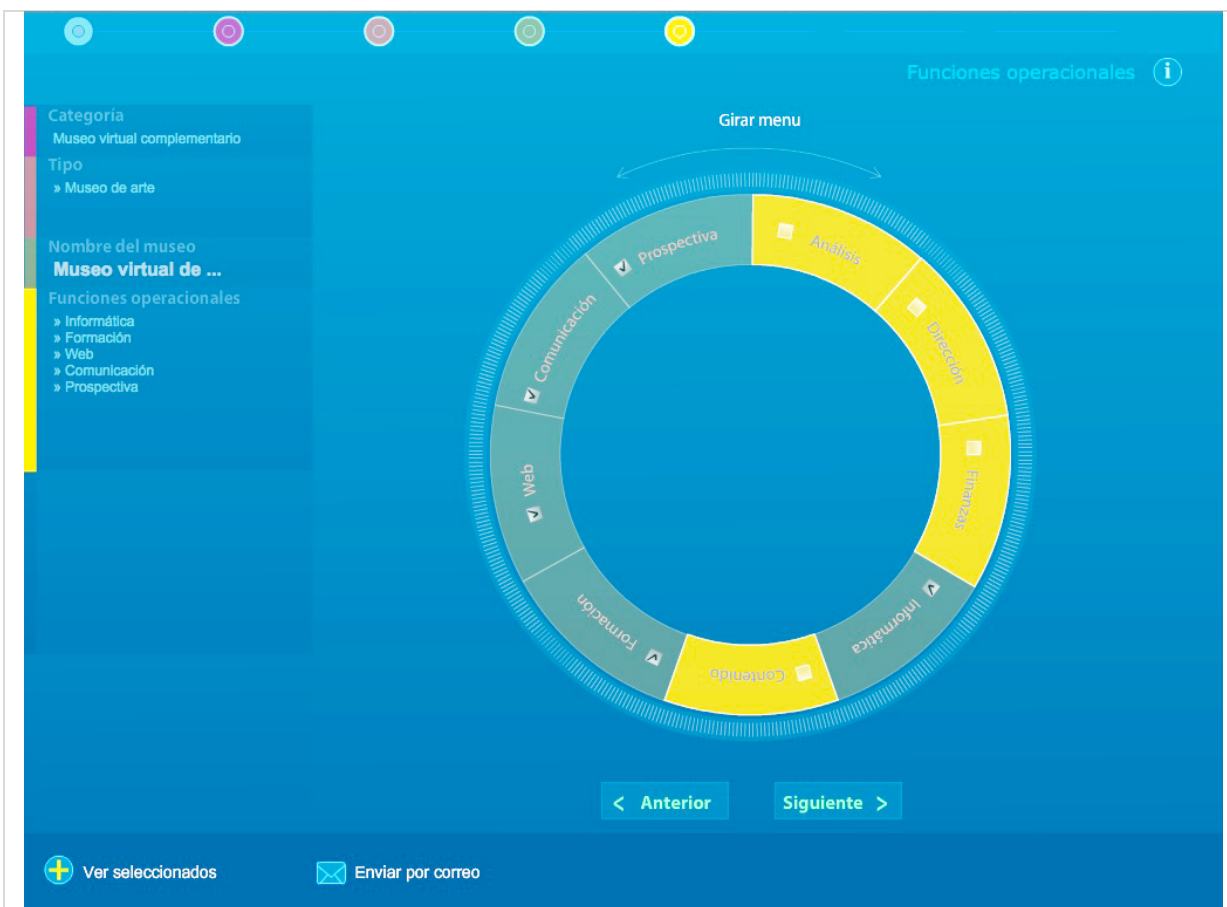 Funciones operacionales i
Categoría
Museo virtual complementario
Tipo
» Museo de arte
Nombre del museo
Museo virtual de ...
Funciones operacionales
» Informática
» Formación
» Web
» Comunicación
» Prospectiva
Girar menu
Prospectiva
Análisis
Dirección
Finanzas
Informática
Contenido
Formación
Web
Comunicación
< Anterior
Siguiente >
Ver seleccionados
Enviar por correo